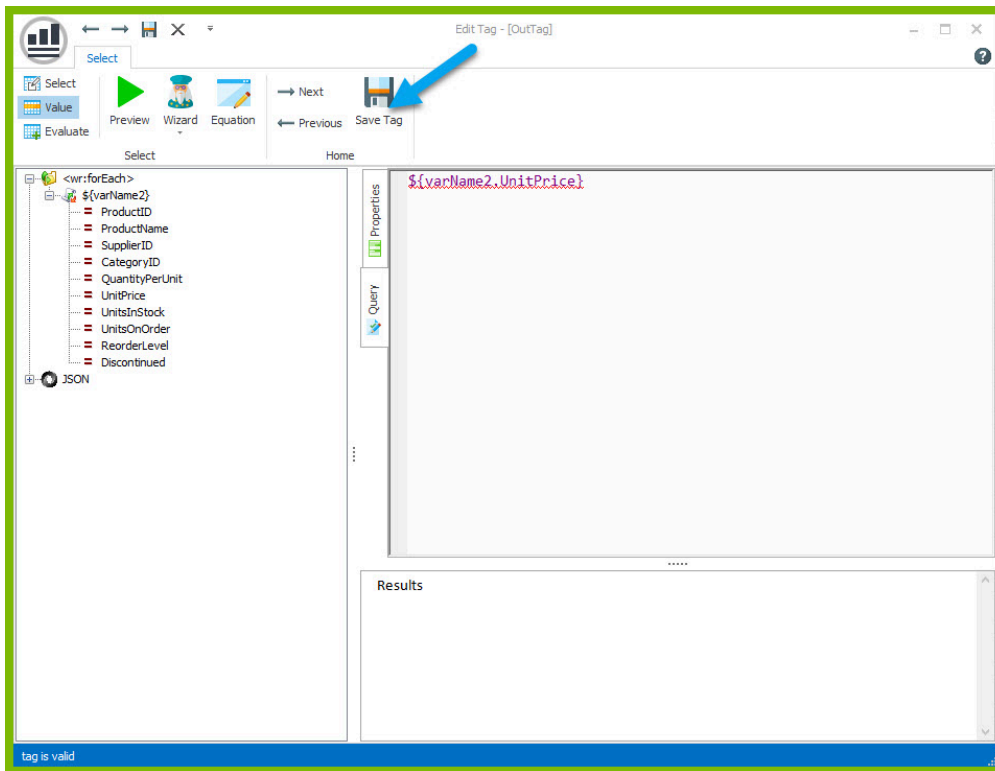 Edit Tag - [OutTag]
Select
Select
Value
Evaluate
Preview
Wizard
Equation
Select
Next
Previous
Save Tag
Home
<wr:forEach>
${varName2}
ProductID
ProductName
SupplierID
CategoryID
QuantityPerUnit
UnitPrice
UnitsInStock
UnitsOnOrder
ReorderLevel
Discontinued
JSON
Properties
Query
${varName2.UnitPrice}
Results
tag is valid